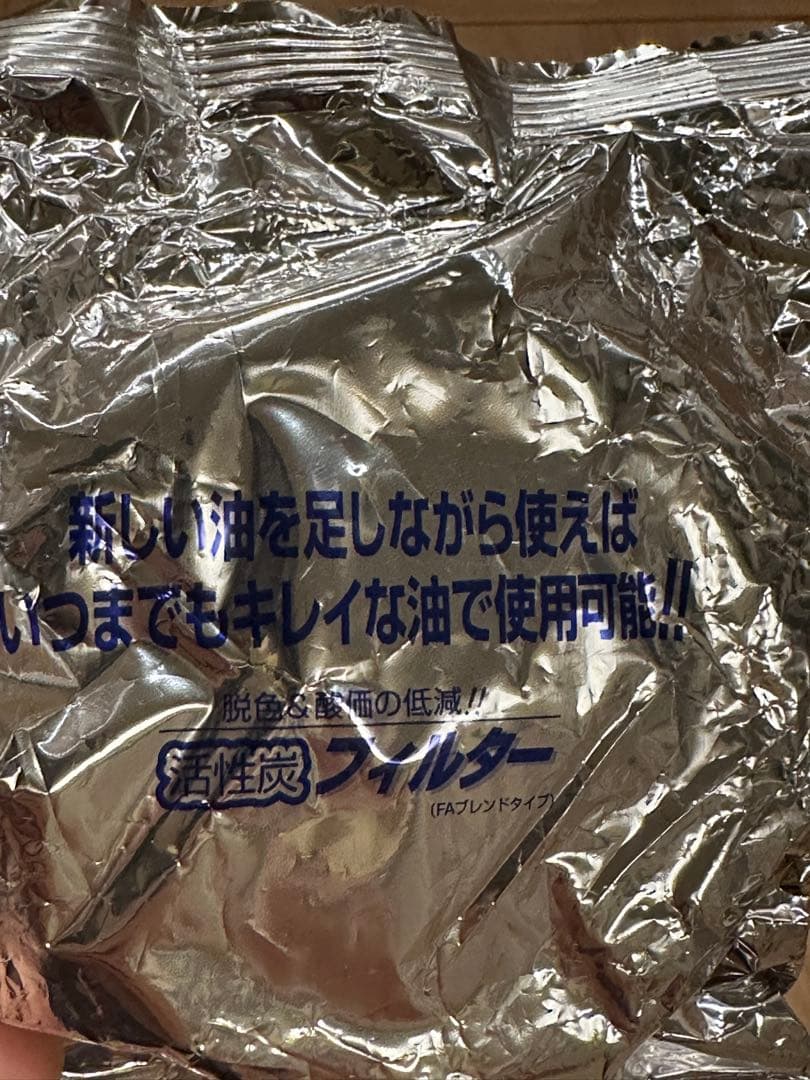 新しい油を足しながら使えば
いつまでもキレイな油で使用可能!!
脱色&酸価の低減!!
活性炭フィルター
(FAブレンドタイプ)